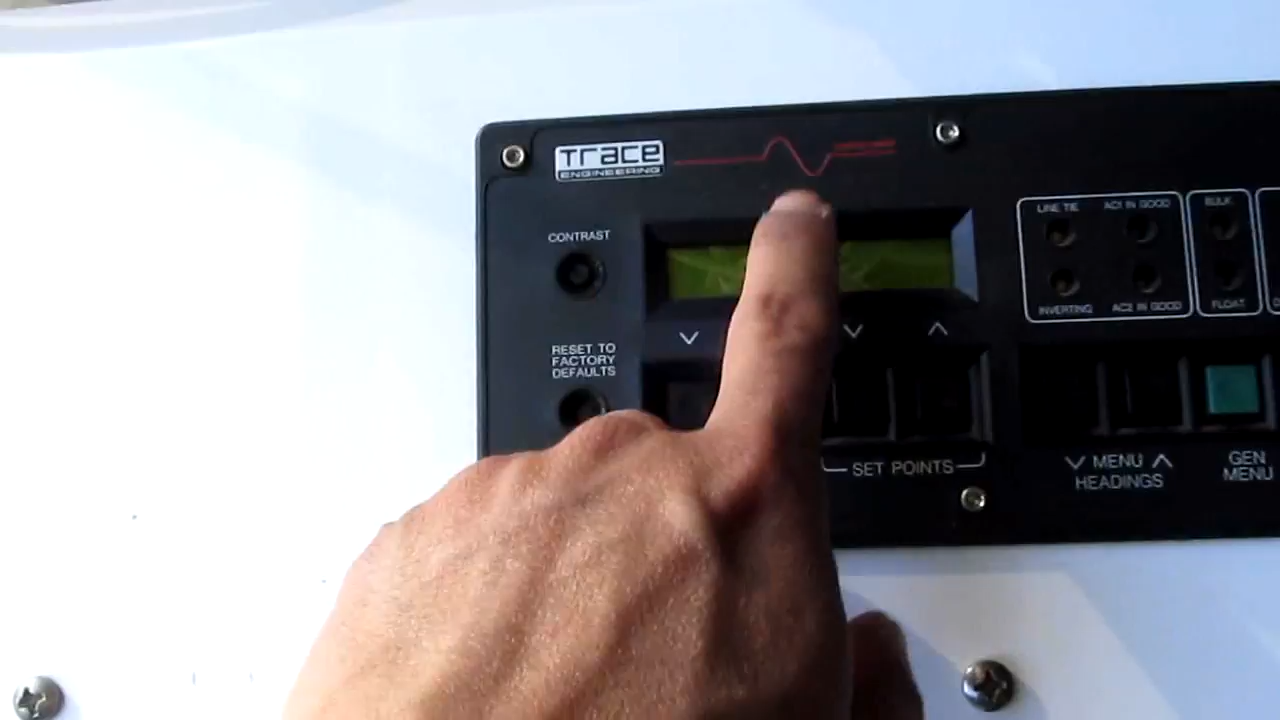 TRACE
ENGINEERING
CONTRAST
RESET TO
FACTORY
DEFAULTS
SET POINTS
LINE TIE
AC1 IN GOOD
BULK
INVERTING
AC2 IN GOOD
FLOAT
MENU
HEADINGS
GEN
MENU